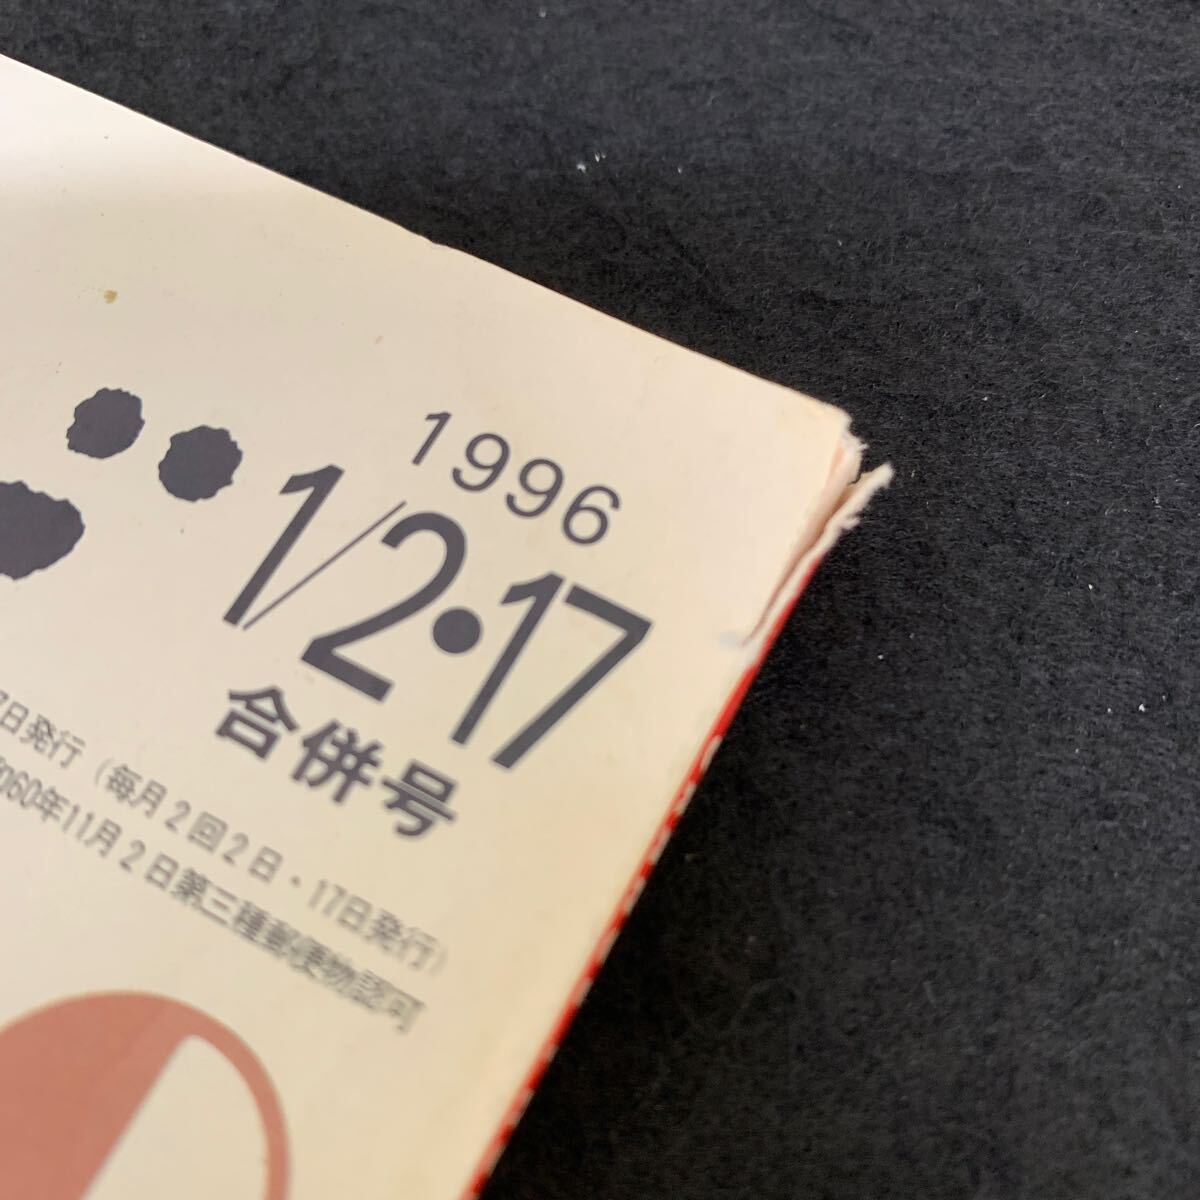 1996
1/2・17
合併号
7日発行（毎月2回2日・17日発行）
60年11月2日第三種郵便物認可